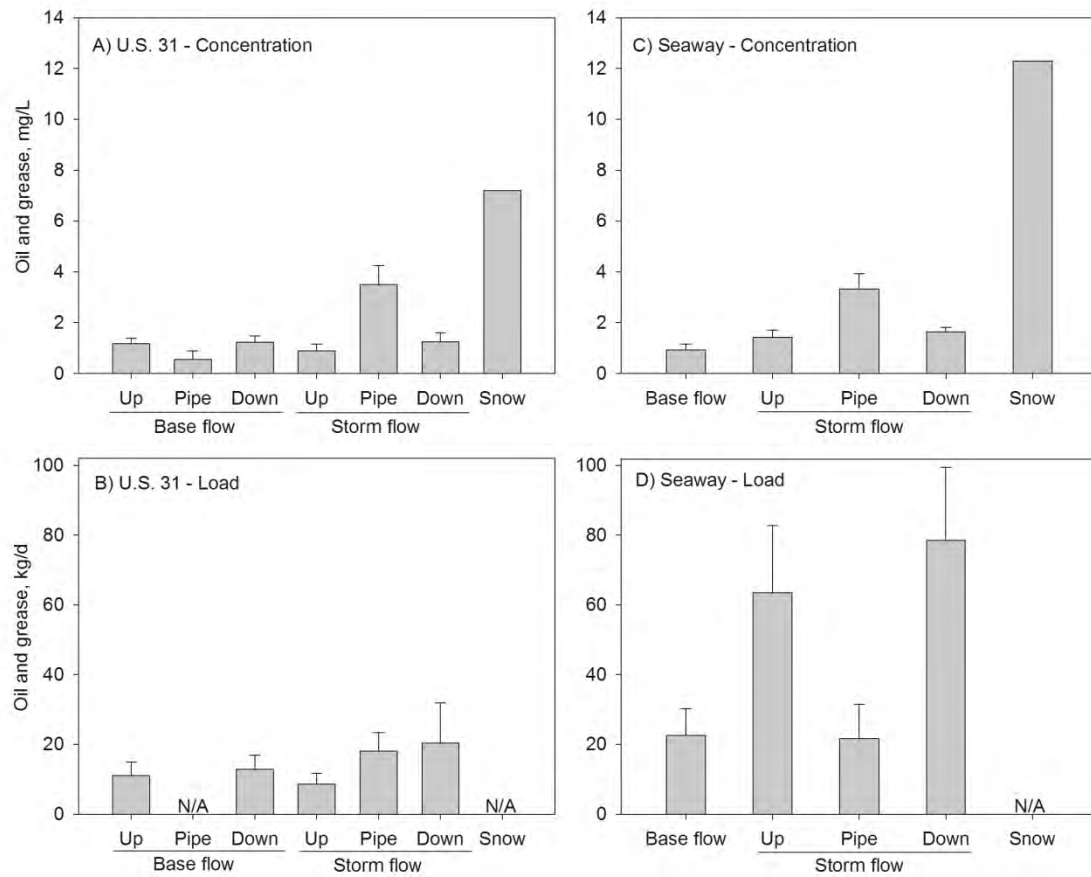 A) U.S. 31 - Concentration
Oil and grease, mg/L
14
12
10
8
6
4
2
0
Up Pipe Down Up Pipe Down Snow
Base flow Storm flow
C) Seaway - Concentration
14
12
10
8
6
4
2
0
Base flow Up Pipe Down Snow
Storm flow
B) U.S. 31 - Load
Oil and grease, kg/d
100
80
60
40
20
0
N/A N/A
Up Pipe Down Up Pipe Down Snow
Base flow Storm flow
D) Seaway - Load
100
80
60
40
20
0
N/A
Base flow Up Pipe Down Snow
Storm flow